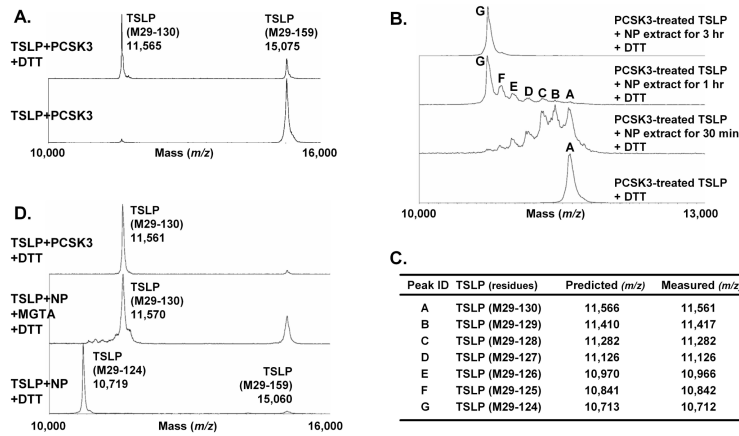 A.
TSLP
(M29-130)
11,565
TSLP
(M29-159)
15,075
TSLP+PCSK3
+DTT
TSLP+PCSK3
10,000
Mass (m/z)
16,000
B.
G
PCSK3-treated TSLP
+ NP extract for 3 hr
+ DTT
G
F
E
D
C
B
A
PCSK3-treated TSLP
+ NP extract for 1 hr
+ DTT
PCSK3-treated TSLP
+ NP extract for 30 min
+ DTT
A
PCSK3-treated TSLP
+ DTT
10,000
Mass (m/z)
13,000
D.
TSLP
(M29-130)
11,561
TSLP+PCSK3
+DTT
TSLP
(M29-130)
11,570
TSLP+NP
+MGTA
+DTT
TSLP
(M29-124)
10,719
TSLP
(M29-159)
15,060
TSLP+NP
+DTT
10,000
Mass (m/z)
16,000
C.
Peak ID TSLP (residues) Predicted (m/z) Measured (m/z)
A TSLP (M29-130) 11,566 11,561
B TSLP (M29-129) 11,410 11,417
C TSLP (M29-128) 11,282 11,282
D TSLP (M29-127) 11,126 11,126
E TSLP (M29-126) 10,970 10,966
F TSLP (M29-125) 10,841 10,842
G TSLP (M29-124) 10,713 10,712